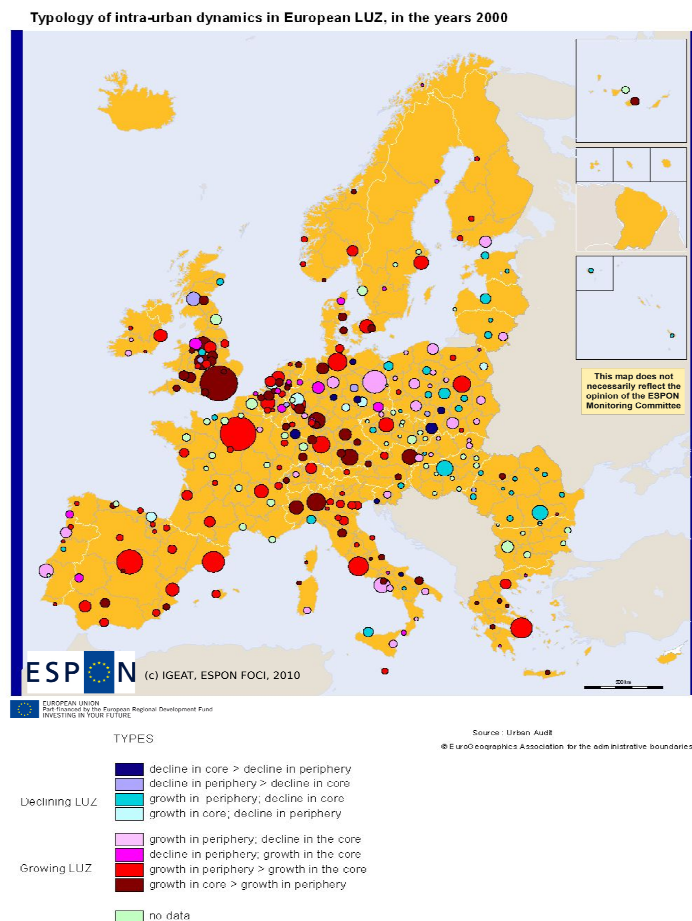 Typology of intra-urban dynamics in European LUZ, in the years 2000
This map does not
necessarily reflect the
opinion of the ESPON
Monitoring Committee
ESPON
(c) IGEAT, ESPON FOCI, 2010
500 km
EUROPEAN UNION
Part-financed by the European Regional Development Fund
INVESTING IN YOUR FUTURE
Source : Urban Audit
© EuroGeographics Association for the administrative boundaries
TYPES
Declining LUZ
decline in core > decline in periphery
decline in periphery > decline in core
growth in periphery; decline in core
growth in core; decline in periphery
Growing LUZ
growth in periphery; decline in the core
decline in periphery; growth in the core
growth in periphery > growth in the core
growth in core > growth in periphery
no data